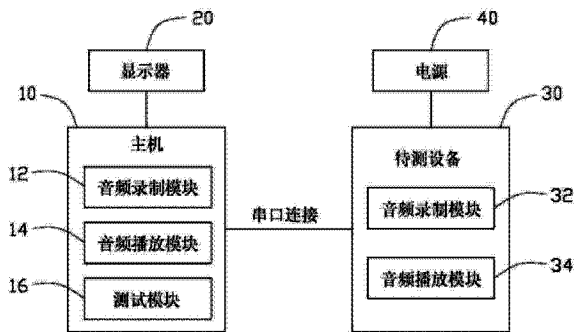 20
40
显示器
电源
10
30
主机
待测设备
12
音频录制模块
音频录制模块
32
串口连接
14
音频播放模块
音频播放模块
34
16
测试模块